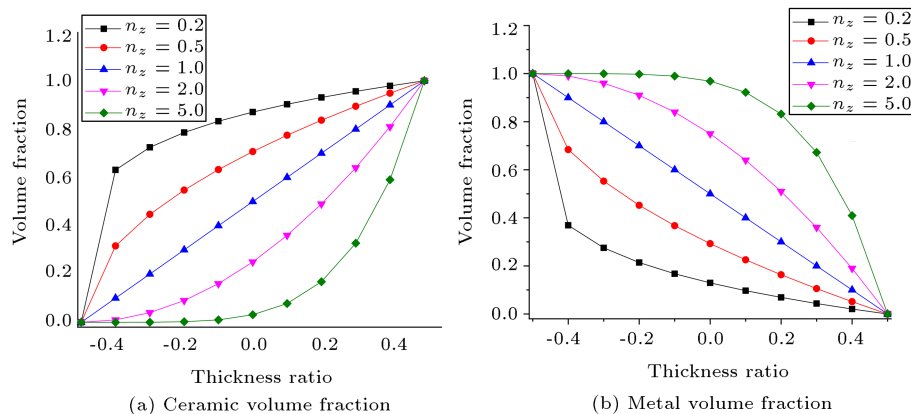 n_z = 0.2
n_z = 0.5
n_z = 1.0
n_z = 2.0
n_z = 5.0
1.2
1.0
0.8
0.6
0.4
0.2
0.0
Volume fraction
-0.4 -0.2 0.0 0.2 0.4
Thickness ratio
(a) Ceramic volume fraction
n_z = 0.2
n_z = 0.5
n_z = 1.0
n_z = 2.0
n_z = 5.0
1.2
1.0
0.8
0.6
0.4
0.2
0.0
Volume fraction
-0.4 -0.2 0.0 0.2 0.4
Thickness ratio
(b) Metal volume fraction